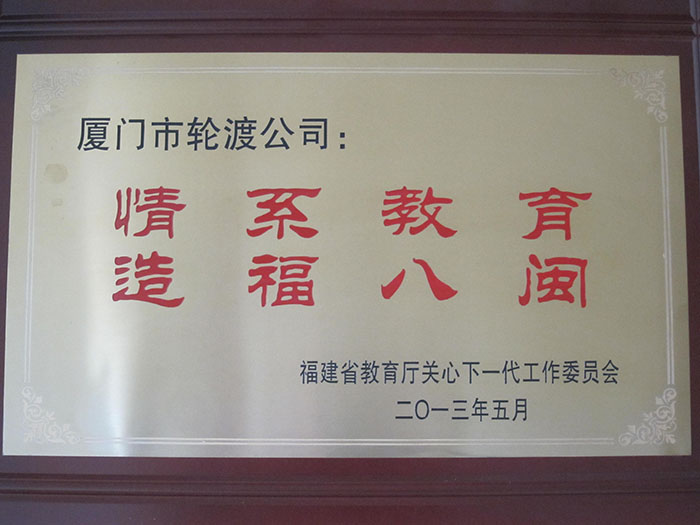 厦门市轮渡公司：
情系教育
造福八闽
福建省教育厅关心下一代工作委员会
二〇一三年五月